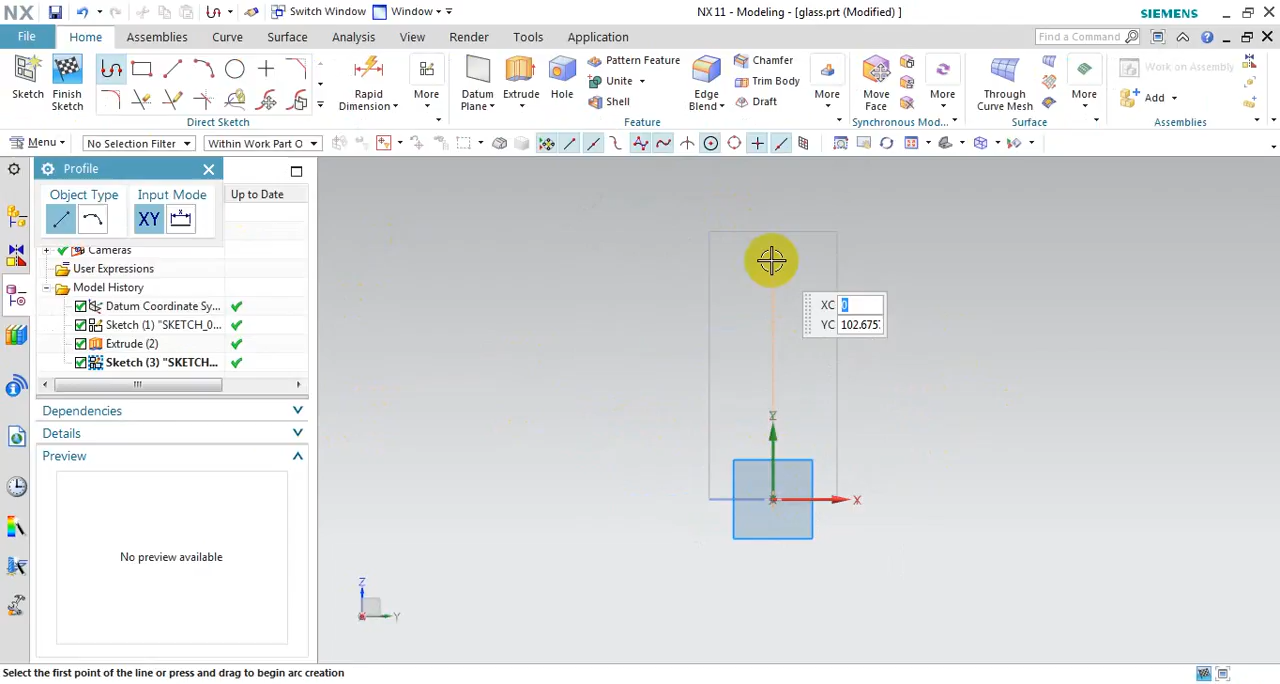 NX
Switch Window
Window
NX 11 - Modeling - [glass.prt (Modified) ]
SIEMENS
File
Home
Assemblies
Curve
Surface
Analysis
View
Render
Tools
Application
Find a Command
Sketch
Finish Sketch
Rapid Dimension
More
Direct Sketch
Datum Plane
Extrude
Hole
Pattern Feature
Unite
Shell
Edge Blend
Chamfer
Trim Body
Draft
More
Feature
Move Face
More
Synchronous Mod...
Through Curve Mesh
More
Surface
Work on Assembly
Add
Assemblies
Menu
No Selection Filter
Within Work Part O
Profile
Object Type
Input Mode
XY
Up to Date
Cameras
User Expressions
Model History
Datum Coordinate Sy...
Sketch (1) "SKETCH_0...
Extrude (2)
Sketch (3) "SKETCH...
Dependencies
Details
Preview
No preview available
XC 0
YC 102.675
X
Z
Y
Select the first point of the line or press and drag to begin arc creation